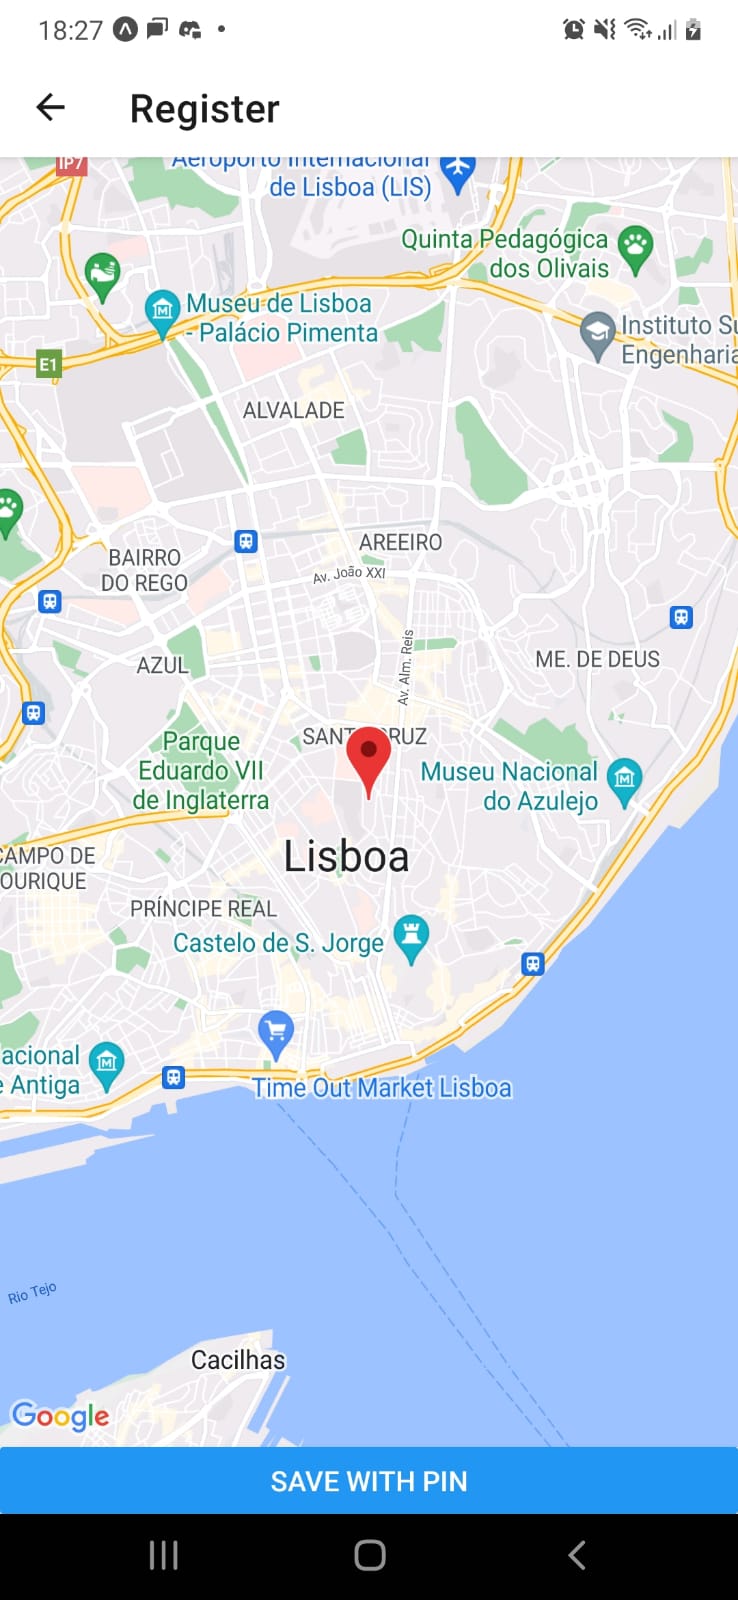 18:27
Register
IP7
Aeroporto Internacional
de Lisboa (LIS)
Quinta Pedagógica
dos Olivais
Museu de Lisboa
- Palácio Pimenta
Instituto Su
Engenharia
E1
ALVALADE
AREEIRO
BAIRRO
DO REGO
Av. João XXI
Av. Alm. Reis
AZUL
ME. DE DEUS
SANT CRUZ
Parque
Eduardo VII
de Inglaterra
Museu Nacional
do Azulejo
Lisboa
CAMPO DE
OURIQUE
PRÍNCIPE REAL
Castelo de S. Jorge
acional
e Antiga
Time Out Market Lisboa
Rio Tejo
Cacilhas
Google
SAVE WITH PIN